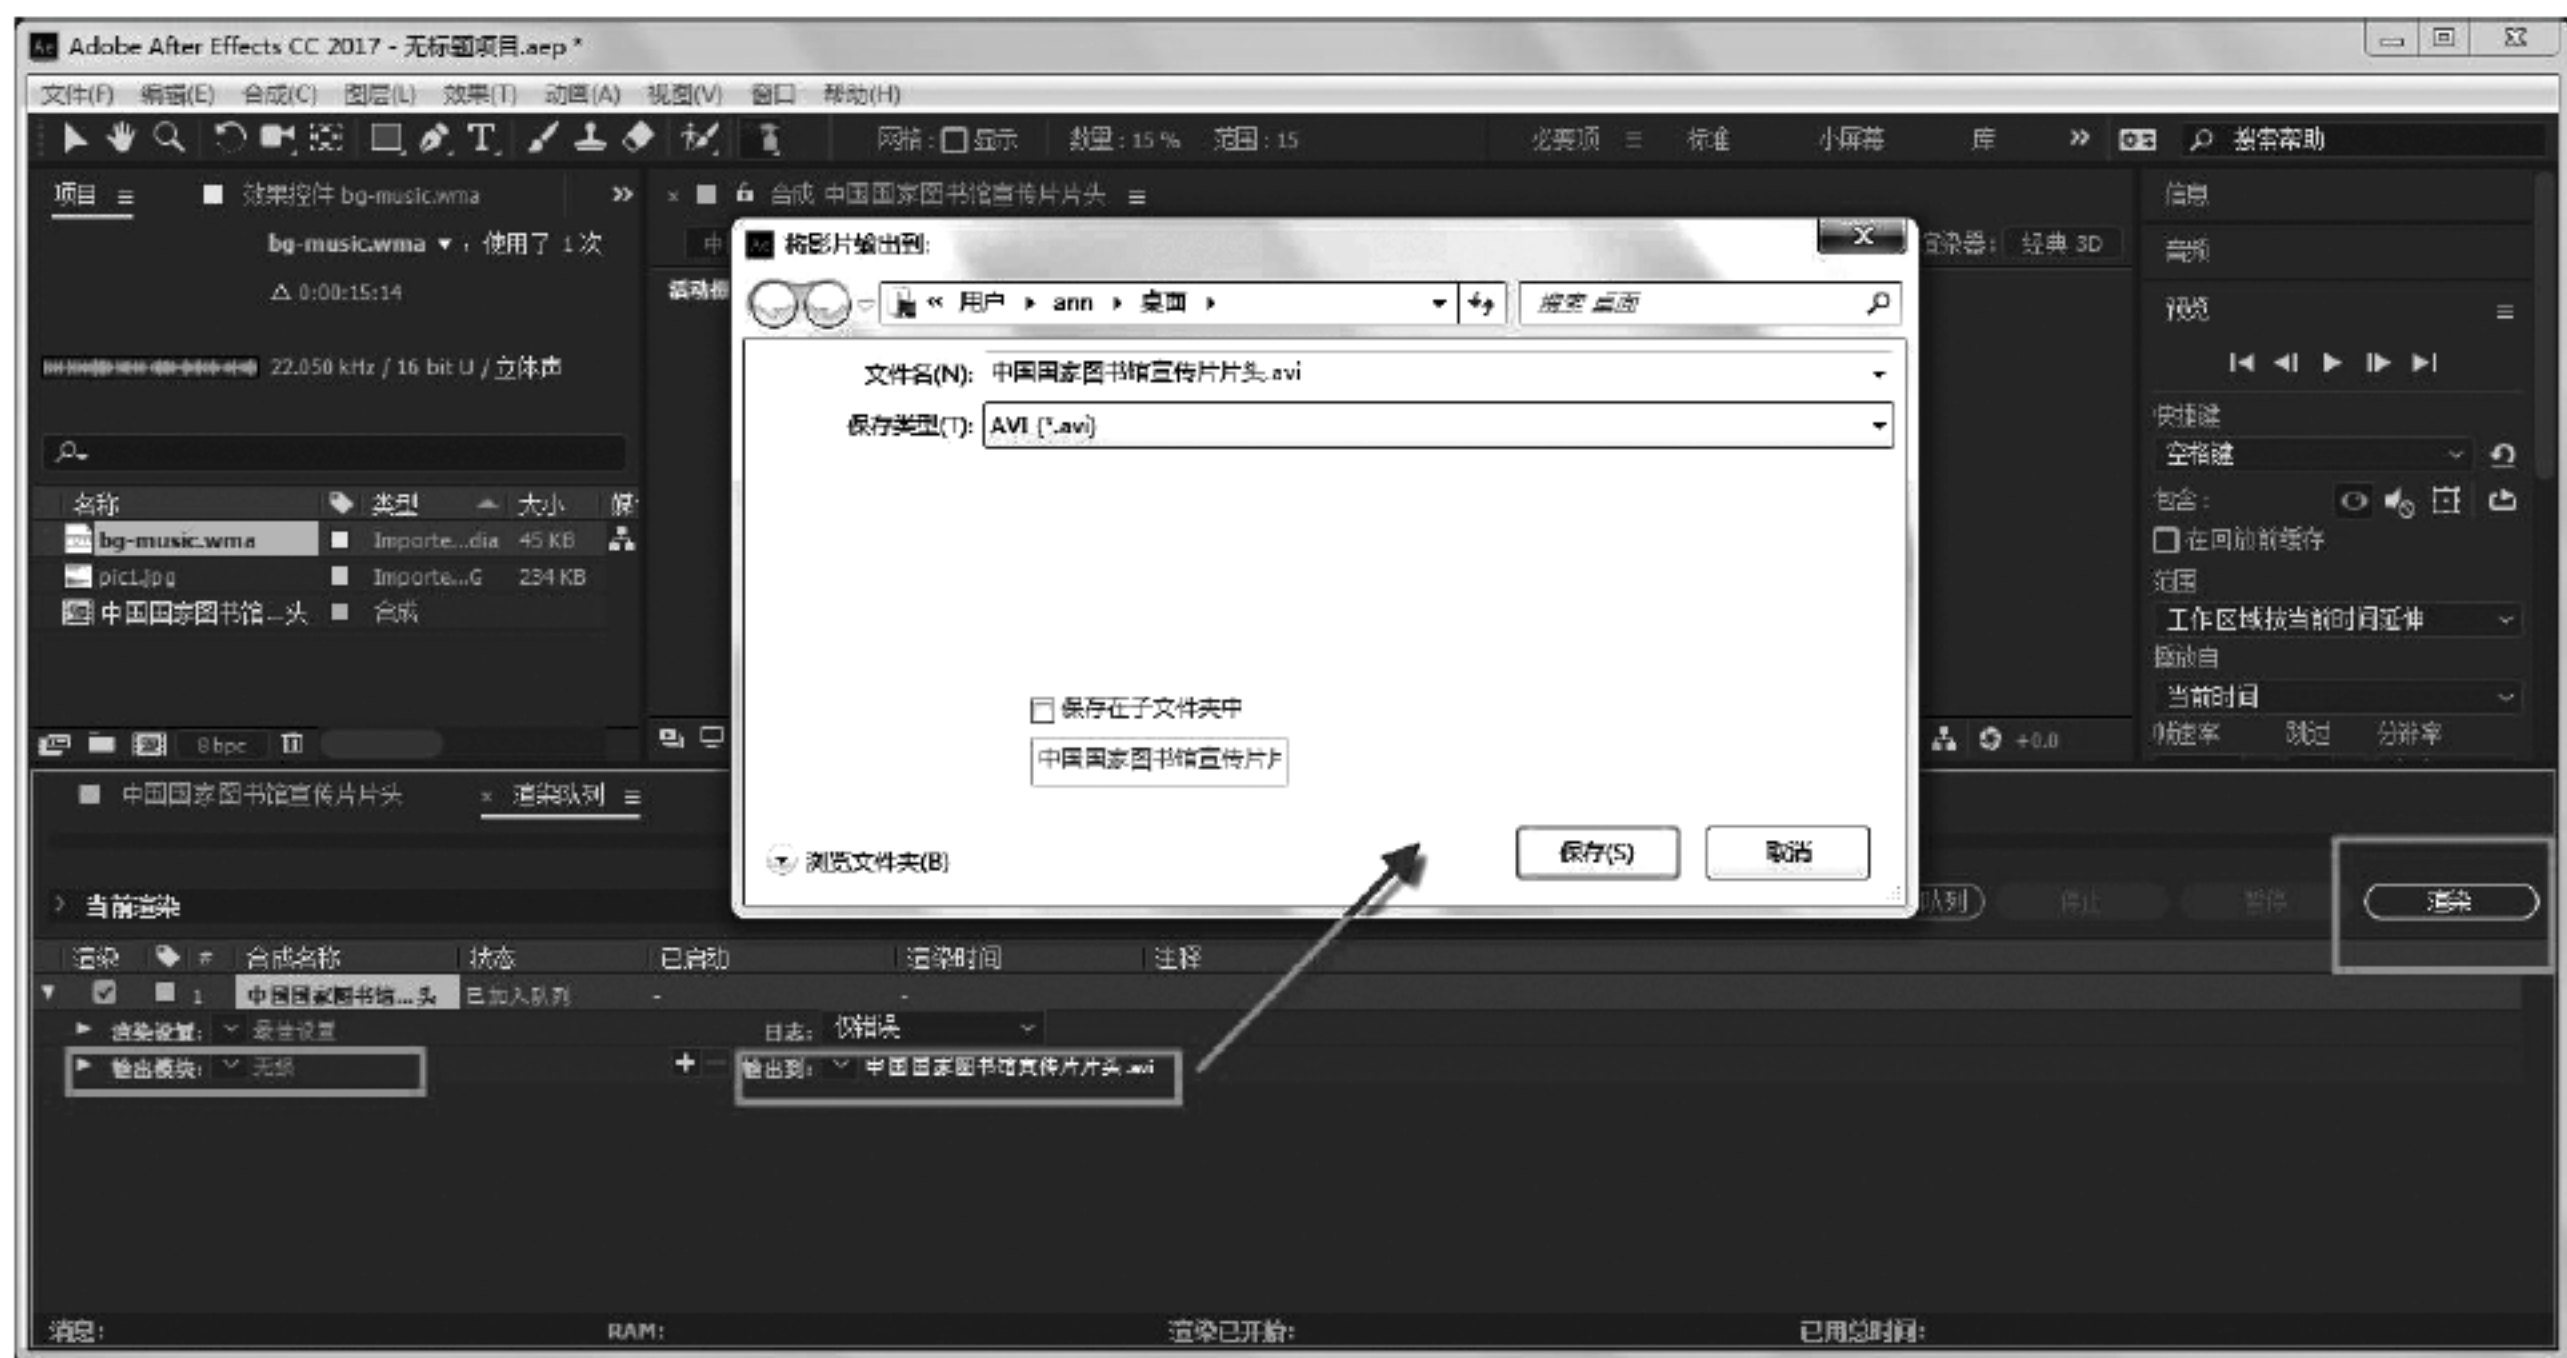 Adobe After Effects CC 2017 - 无标题项目.aep *
文件(F) 编辑(E) 合成(C) 图层(L) 效果(T) 动画(A) 视图(V) 窗口 帮助(H)
网格: 显示 数量: 15 % 范围: 15 必要项 标准 小屏幕 库 搜索帮助
项目 效果控件 bg-music.wma
bg-music.wma ▼, 使用了 1 次
△ 0:00:15:14
22.050 kHz / 16 bit U / 立体声
名称 类型 大小 媒
bg-music.wma Importe...dia 45 KB
pic1.jpg Importe...G 234 KB
中国国家图书馆...头 合成
8 bpc
合成 中国国家图书馆宣传片片头
中
渲染器: 经典 3D
活动摄
将影片输出到:
« 用户 ▸ ann ▸ 桌面 ▸ 搜索 桌面
文件名(N): 中国国家图书馆宣传片片头.avi
保存类型(T): AVI (*.avi)
保存在子文件夹中
中国国家图书馆宣传片片
浏览文件夹(B) 保存(S) 取消
+0.0
信息
音频
预览
快捷键
空格键
包含:
在回放前缓存
范围
工作区域按当前时间延伸
播放自
当前时间
帧速率 跳过 分辨率
中国国家图书馆宣传片片头 渲染队列
当前渲染 队列) 停止 暂停 渲染
渲染 # 合成名称 状态 已启动 渲染时间 注释
1 中国国家图书馆...头 已加入队列 - -
渲染设置: 最佳设置 日志: 仅错误
输出模块: 无损 + - 输出到: 中国国家图书馆宣传片片头.avi
消息: RAM: 渲染已开始: 已用总时间: